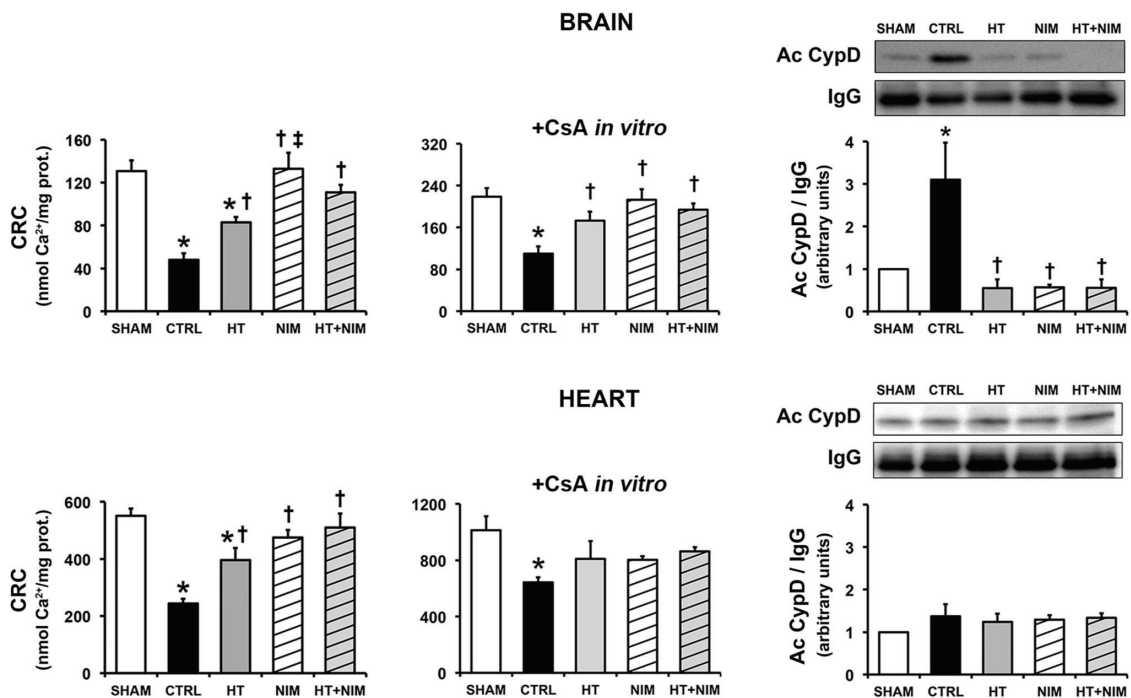 BRAIN
SHAM CTRL HT NIM HT+NIM
Ac CypD
IgG
CRC
(nmol Ca²⁺/mg prot.)
160
120
80
40
0
*
* †
† ‡
†
SHAM CTRL HT NIM HT+NIM
+CsA in vitro
240
180
120
60
0
*
†
†
†
SHAM CTRL HT NIM HT+NIM
Ac CypD / IgG
(arbitrary units)
4
3
2
1
0
*
†
†
†
SHAM CTRL HT NIM HT+NIM
HEART
SHAM CTRL HT NIM HT+NIM
Ac CypD
IgG
CRC
(nmol Ca²⁺/mg prot.)
600
400
200
0
*
* †
†
†
SHAM CTRL HT NIM HT+NIM
+CsA in vitro
1200
800
400
0
*
SHAM CTRL HT NIM HT+NIM
Ac CypD / IgG
(arbitrary units)
4
3
2
1
0
SHAM CTRL HT NIM HT+NIM